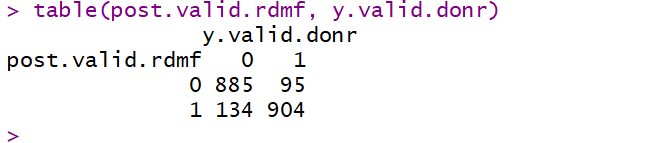 > table(post.valid.rdmf, y.valid.donr)
y.valid.donr
post.valid.rdmf 0 1
0 885 95
1 134 904
>